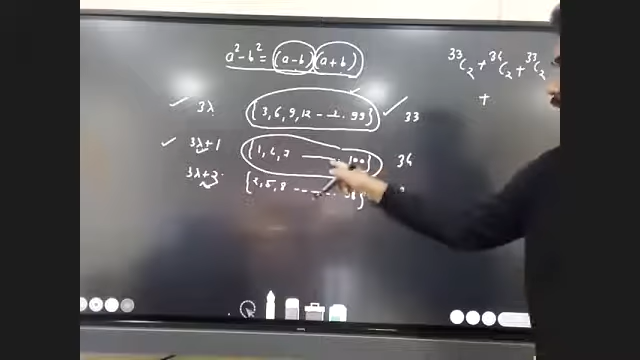 a² - b² = (a-b) (a+b)
³³C₂ + ³⁴C₂ + ³³C₂
+
3λ { 3, 6, 9, 12 - - - 99 } 33
3λ+1 { 1, 4, 7 100 } 34
3λ+2 { 2, 5, 8 - - - - - - 98 }